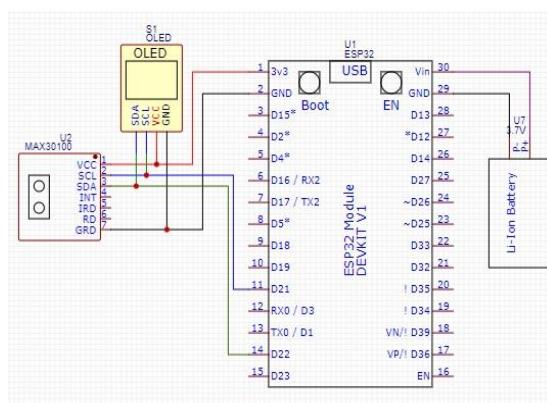 S1
OLED
OLED
SDA
SCL
VCC
GND
U2
MAX30100
VCC 1
SCL 2
SDA 3
INT 4
IRD 5
RD 6
GRD 7
U1
ESP32
USB
Boot
EN
ESP32 Module
DEVKIT V1
1 3v3
2 GND
3 D15*
4 D2*
5 D4*
6 D16 / RX2
7 D17 / TX2
8 D5*
9 D18
10 D19
11 D21
12 RX0 / D3
13 TX0 / D1
14 D22
15 D23
Vin 30
GND 29
D13 28
*D12 27
D14 26
D27 25
~D26 24
~D25 23
D33 22
D32 21
! D35 20
! D34 19
VN/! D39 18
VP/! D36 17
EN 16
U7
3.7V
Li-Ion Battery